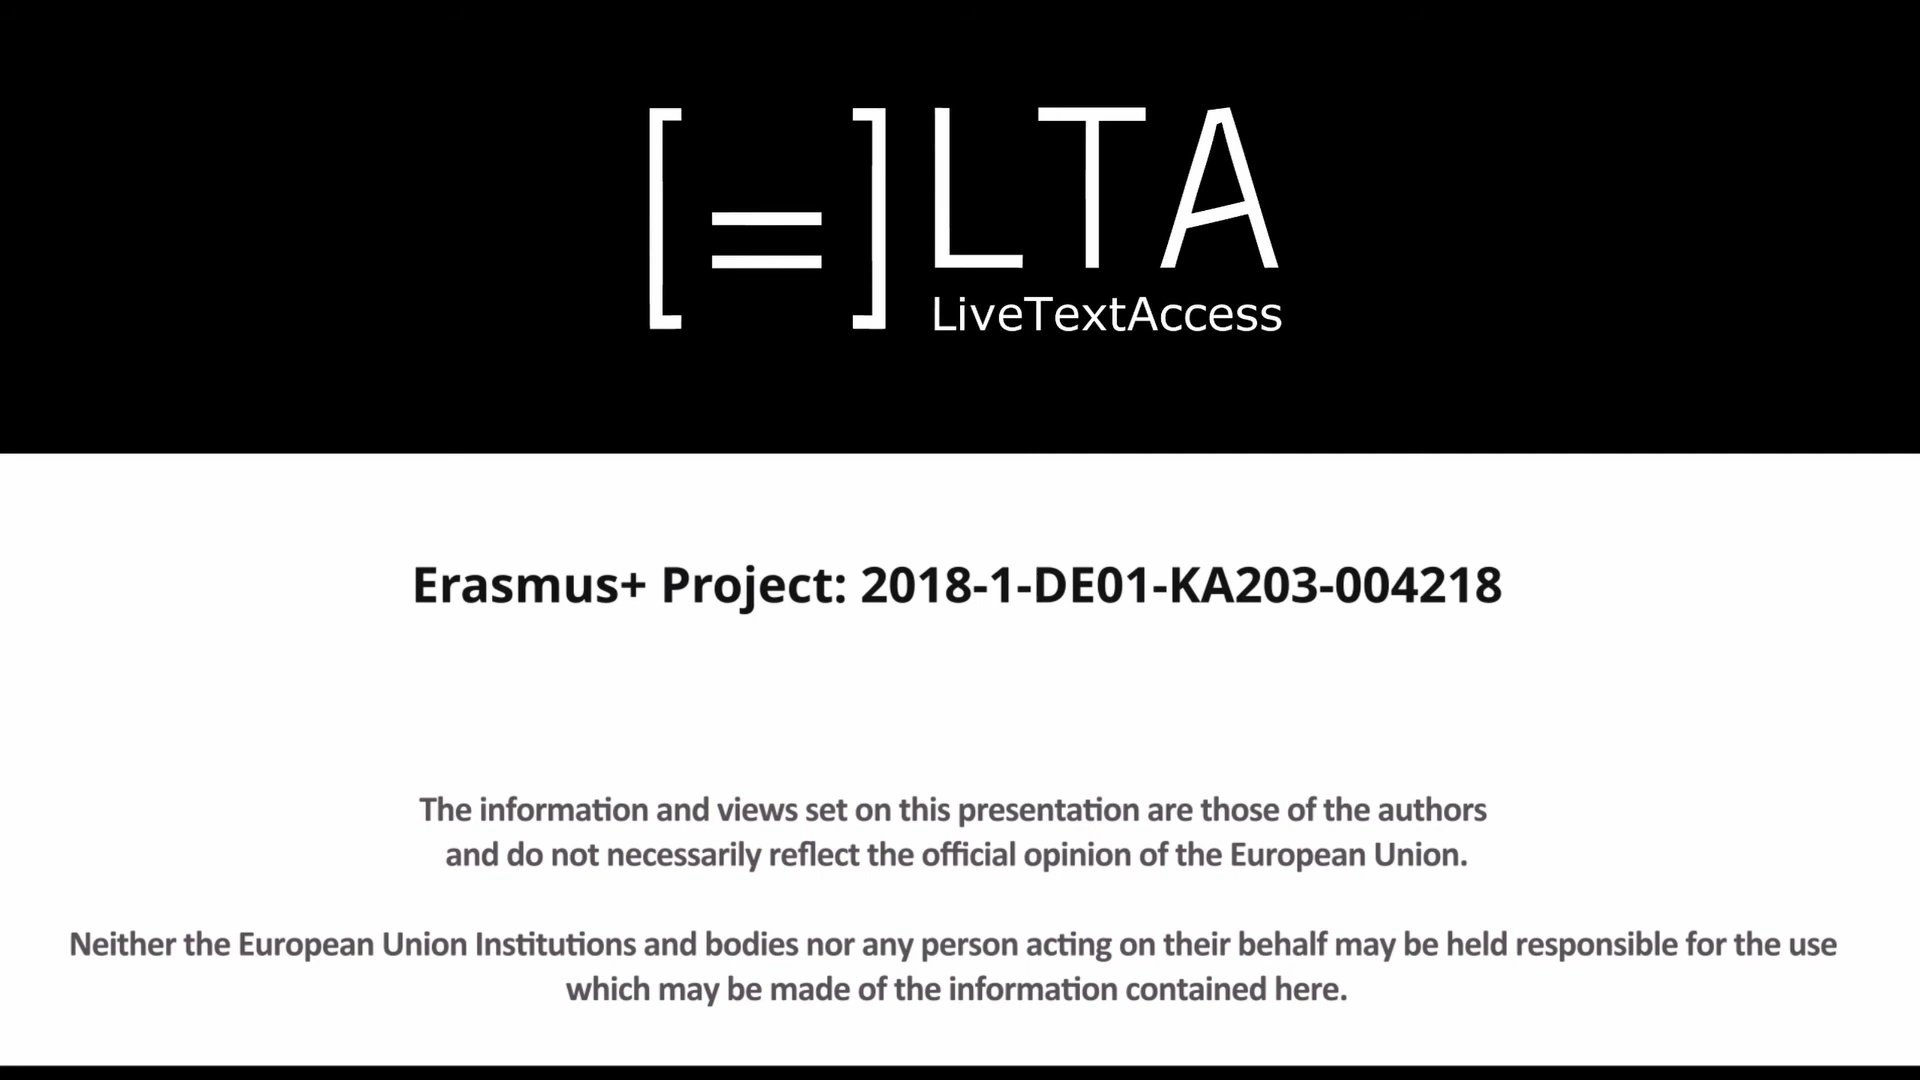 [=] LTA
LiveTextAccess
Erasmus+ Project: 2018-1-DE01-KA203-004218
The information and views set on this presentation are those of the authors
and do not necessarily reflect the official opinion of the European Union.
Neither the European Union Institutions and bodies nor any person acting on their behalf may be held responsible for the use
which may be made of the information contained here.